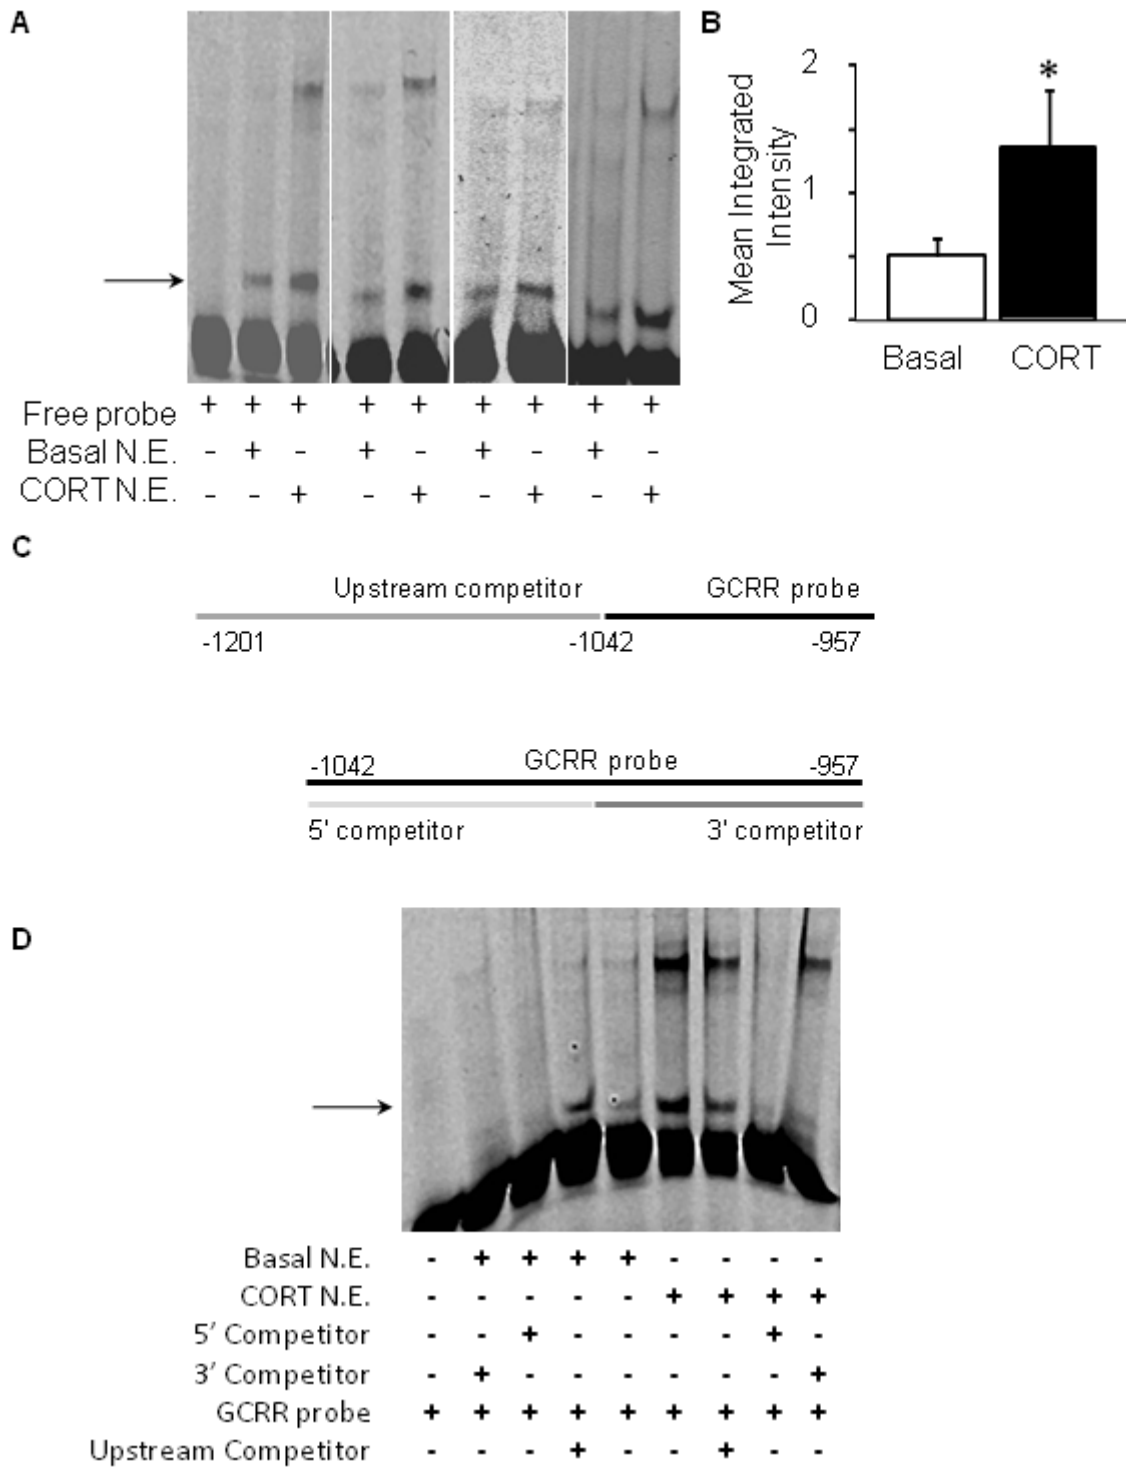 A
Free probe + + + + + + + + +
Basal N.E. - + - + - + - + -
CORT N.E. - - + - + - + - +
B
Mean Integrated
Intensity
2
1
0
*
Basal CORT
C
Upstream competitor GCRR probe
-1201 -1042 -957
-1042 GCRR probe -957
5' competitor 3' competitor
D
Basal N.E. - + + + + - - - -
CORT N.E. - - - - - + + + +
5' Competitor - - + - - - - + -
3' Competitor - + - - - - - - +
GCRR probe + + + + + + + + +
Upstream Competitor - - - + - - + - -